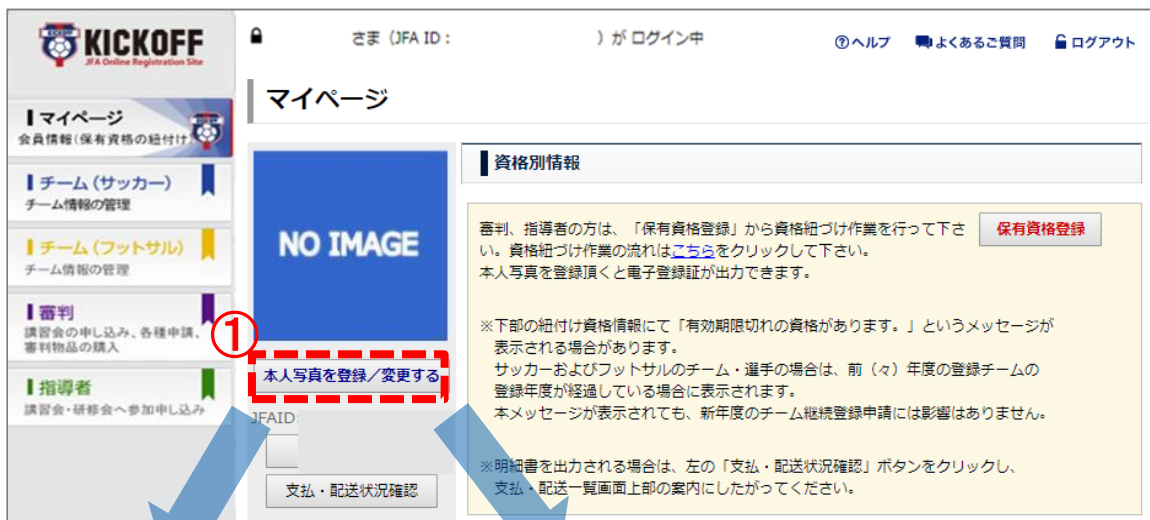 KICKOFF
JFA Online Registration Site
さま（JFA ID：　　　）が ログイン中
ヘルプ
よくあるご質問
ログアウト
マイページ
会員情報（保有資格の紐付け）
チーム（サッカー）
チーム情報の管理
チーム（フットサル）
チーム情報の管理
審判
講習会の申し込み、各種申請、
審判物品の購入
指導者
講習会・研修会へ参加申し込み
マイページ
NO IMAGE
①
本人写真を登録／変更する
JFAID:
支払・配送状況確認
資格別情報
審判、指導者の方は、「保有資格登録」から資格紐づけ作業を行って下さ
い。資格紐づけ作業の流れはこちらをクリックして下さい。
本人写真を登録頂くと電子登録証が出力できます。
保有資格登録
※下部の紐付け資格情報にて「有効期限切れの資格があります。」というメッセージが
表示される場合があります。
サッカーおよびフットサルのチーム・選手の場合は、前（々）年度の登録チームの
登録年度が経過している場合に表示されます。
本メッセージが表示されても、新年度のチーム継続登録申請には影響はありません。
※明細書を出力される場合は、左の「支払・配送状況確認」ボタンをクリックし、
支払・配送一覧画面上部の案内にしたがってください。